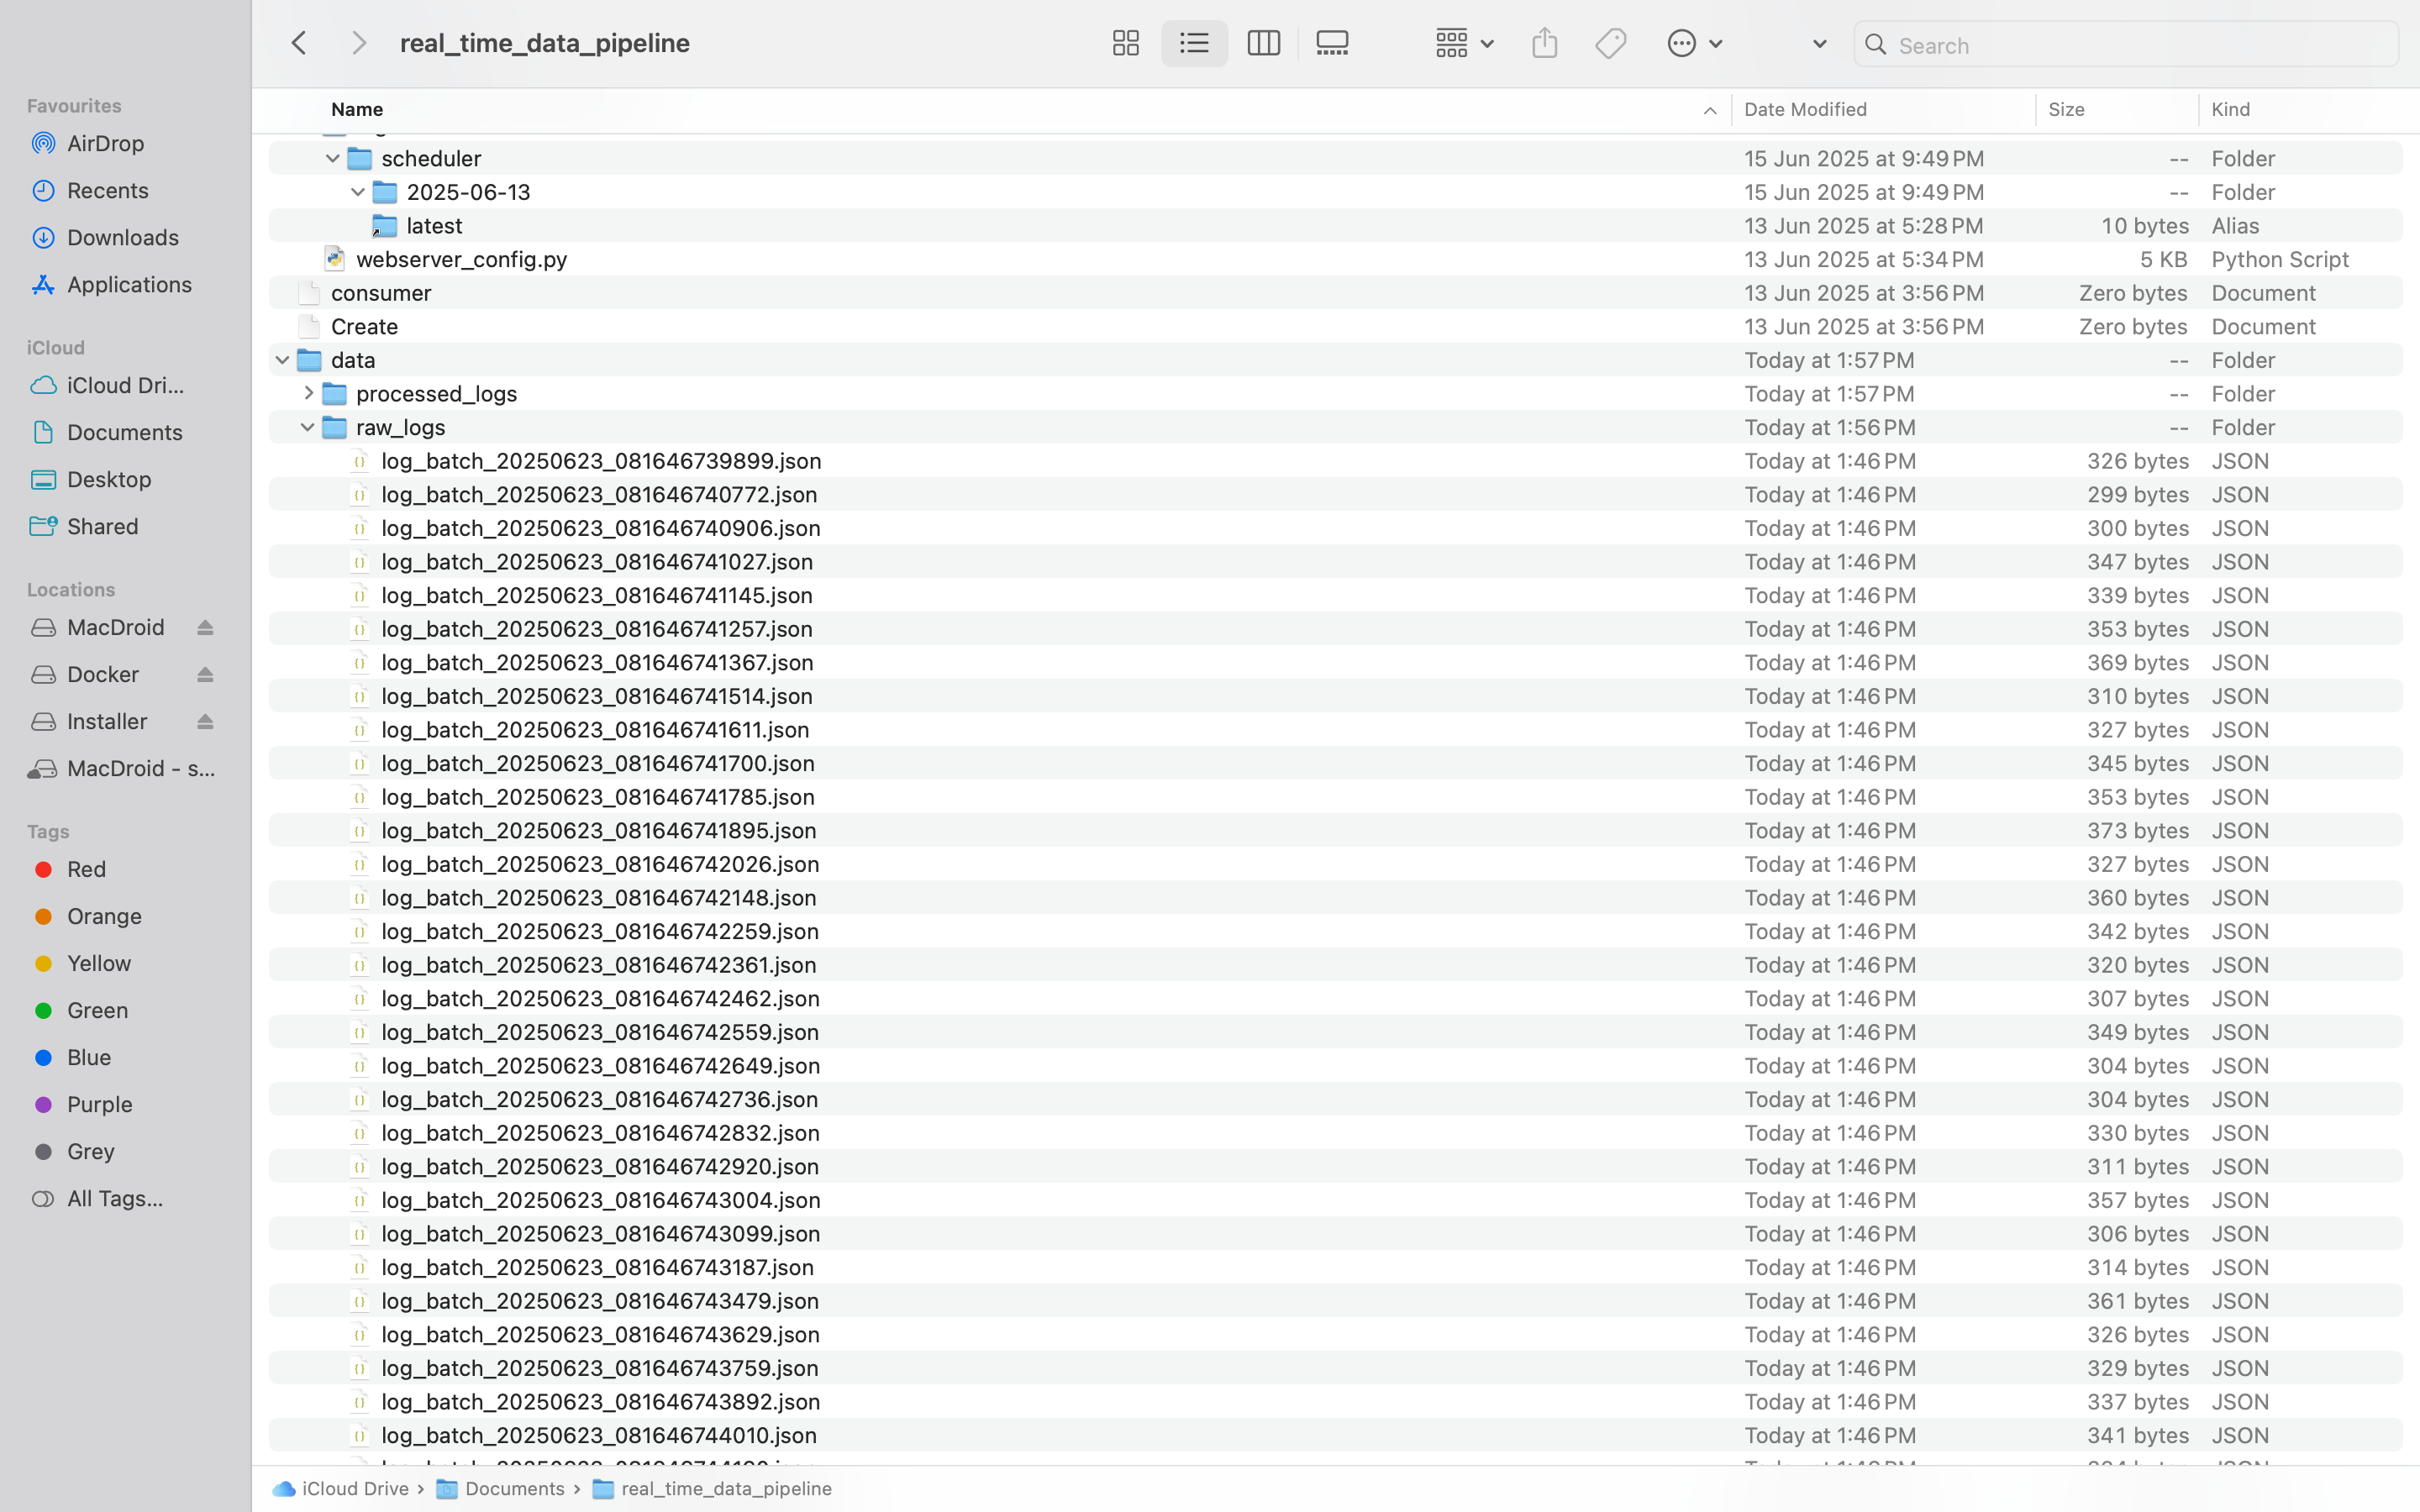 real_time_data_pipeline
Search
Favourites
AirDrop
Recents
Downloads
Applications
iCloud
iCloud Dri...
Documents
Desktop
Shared
Locations
MacDroid
Docker
Installer
MacDroid - s...
Tags
Red
Orange
Yellow
Green
Blue
Purple
Grey
All Tags...
Name Date Modified Size Kind
scheduler 15 Jun 2025 at 9:49 PM -- Folder
2025-06-13 15 Jun 2025 at 9:49 PM -- Folder
latest 13 Jun 2025 at 5:28 PM 10 bytes Alias
webserver_config.py 13 Jun 2025 at 5:34 PM 5 KB Python Script
consumer 13 Jun 2025 at 3:56 PM Zero bytes Document
Create 13 Jun 2025 at 3:56 PM Zero bytes Document
data Today at 1:57 PM -- Folder
processed_logs Today at 1:57 PM -- Folder
raw_logs Today at 1:56 PM -- Folder
log_batch_20250623_081646739899.json Today at 1:46 PM 326 bytes JSON
log_batch_20250623_081646740772.json Today at 1:46 PM 299 bytes JSON
log_batch_20250623_081646740906.json Today at 1:46 PM 300 bytes JSON
log_batch_20250623_081646741027.json Today at 1:46 PM 347 bytes JSON
log_batch_20250623_081646741145.json Today at 1:46 PM 339 bytes JSON
log_batch_20250623_081646741257.json Today at 1:46 PM 353 bytes JSON
log_batch_20250623_081646741367.json Today at 1:46 PM 369 bytes JSON
log_batch_20250623_081646741514.json Today at 1:46 PM 310 bytes JSON
log_batch_20250623_081646741611.json Today at 1:46 PM 327 bytes JSON
log_batch_20250623_081646741700.json Today at 1:46 PM 345 bytes JSON
log_batch_20250623_081646741785.json Today at 1:46 PM 353 bytes JSON
log_batch_20250623_081646741895.json Today at 1:46 PM 373 bytes JSON
log_batch_20250623_081646742026.json Today at 1:46 PM 327 bytes JSON
log_batch_20250623_081646742148.json Today at 1:46 PM 360 bytes JSON
log_batch_20250623_081646742259.json Today at 1:46 PM 342 bytes JSON
log_batch_20250623_081646742361.json Today at 1:46 PM 320 bytes JSON
log_batch_20250623_081646742462.json Today at 1:46 PM 307 bytes JSON
log_batch_20250623_081646742559.json Today at 1:46 PM 349 bytes JSON
log_batch_20250623_081646742649.json Today at 1:46 PM 304 bytes JSON
log_batch_20250623_081646742736.json Today at 1:46 PM 304 bytes JSON
log_batch_20250623_081646742832.json Today at 1:46 PM 330 bytes JSON
log_batch_20250623_081646742920.json Today at 1:46 PM 311 bytes JSON
log_batch_20250623_081646743004.json Today at 1:46 PM 357 bytes JSON
log_batch_20250623_081646743099.json Today at 1:46 PM 306 bytes JSON
log_batch_20250623_081646743187.json Today at 1:46 PM 314 bytes JSON
log_batch_20250623_081646743479.json Today at 1:46 PM 361 bytes JSON
log_batch_20250623_081646743629.json Today at 1:46 PM 326 bytes JSON
log_batch_20250623_081646743759.json Today at 1:46 PM 329 bytes JSON
log_batch_20250623_081646743892.json Today at 1:46 PM 337 bytes JSON
log_batch_20250623_081646744010.json Today at 1:46 PM 341 bytes JSON
iCloud Drive › Documents › real_time_data_pipeline